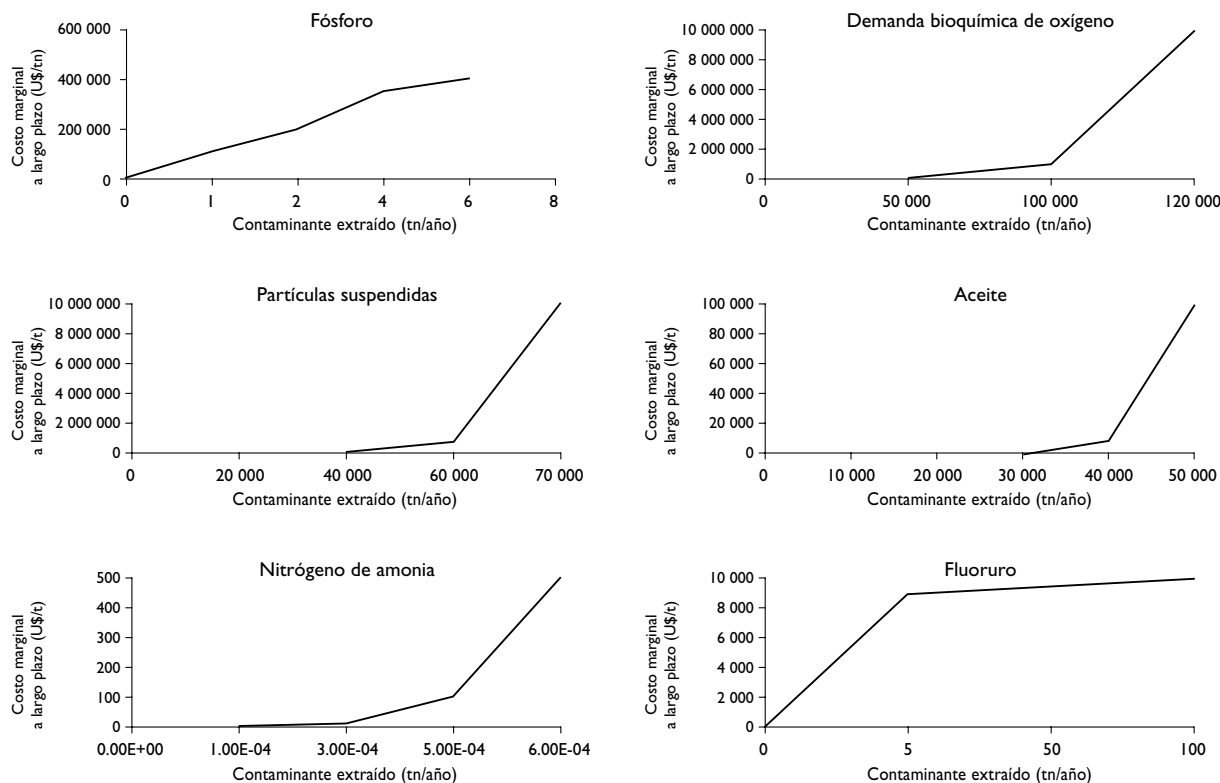 Fósforo
Costo marginal
a largo plazo (U$/tn)
600 000
400 000
200 000
0
0 1 2 4 6 8
Contaminante extraído (tn/año)
Demanda bioquímica de oxígeno
Costo marginal
a largo plazo (U$/tn)
10 000 000
8 000 000
6 000 000
4 000 000
2 000 000
0
0 50 000 100 000 120 000
Contaminante extraído (tn/año)
Partículas suspendidas
Costo marginal
a largo plazo (U$/t)
10 000 000
8 000 000
6 000 000
4 000 000
2 000 000
0
0 20 000 40 000 60 000 70 000
Contaminante extraído (tn/año)
Aceite
Costo marginal
a largo plazo (U$/t)
100 000
80 000
60 000
40 000
20 000
0
0 10 000 20 000 30 000 40 000 50 000
Contaminante extraído (tn/año)
Nitrógeno de amonia
Costo marginal
a largo plazo (U$/t)
500
400
300
200
100
0
0.00E+00 1.00E-04 3.00E-04 5.00E-04 6.00E-04
Contaminante extraído (tn/año)
Fluoruro
Costo marginal
a largo plazo (U$/t)
10 000
8 000
6 000
4 000
2 000
0
0 5 50 100
Contaminante extraído (tn/año)